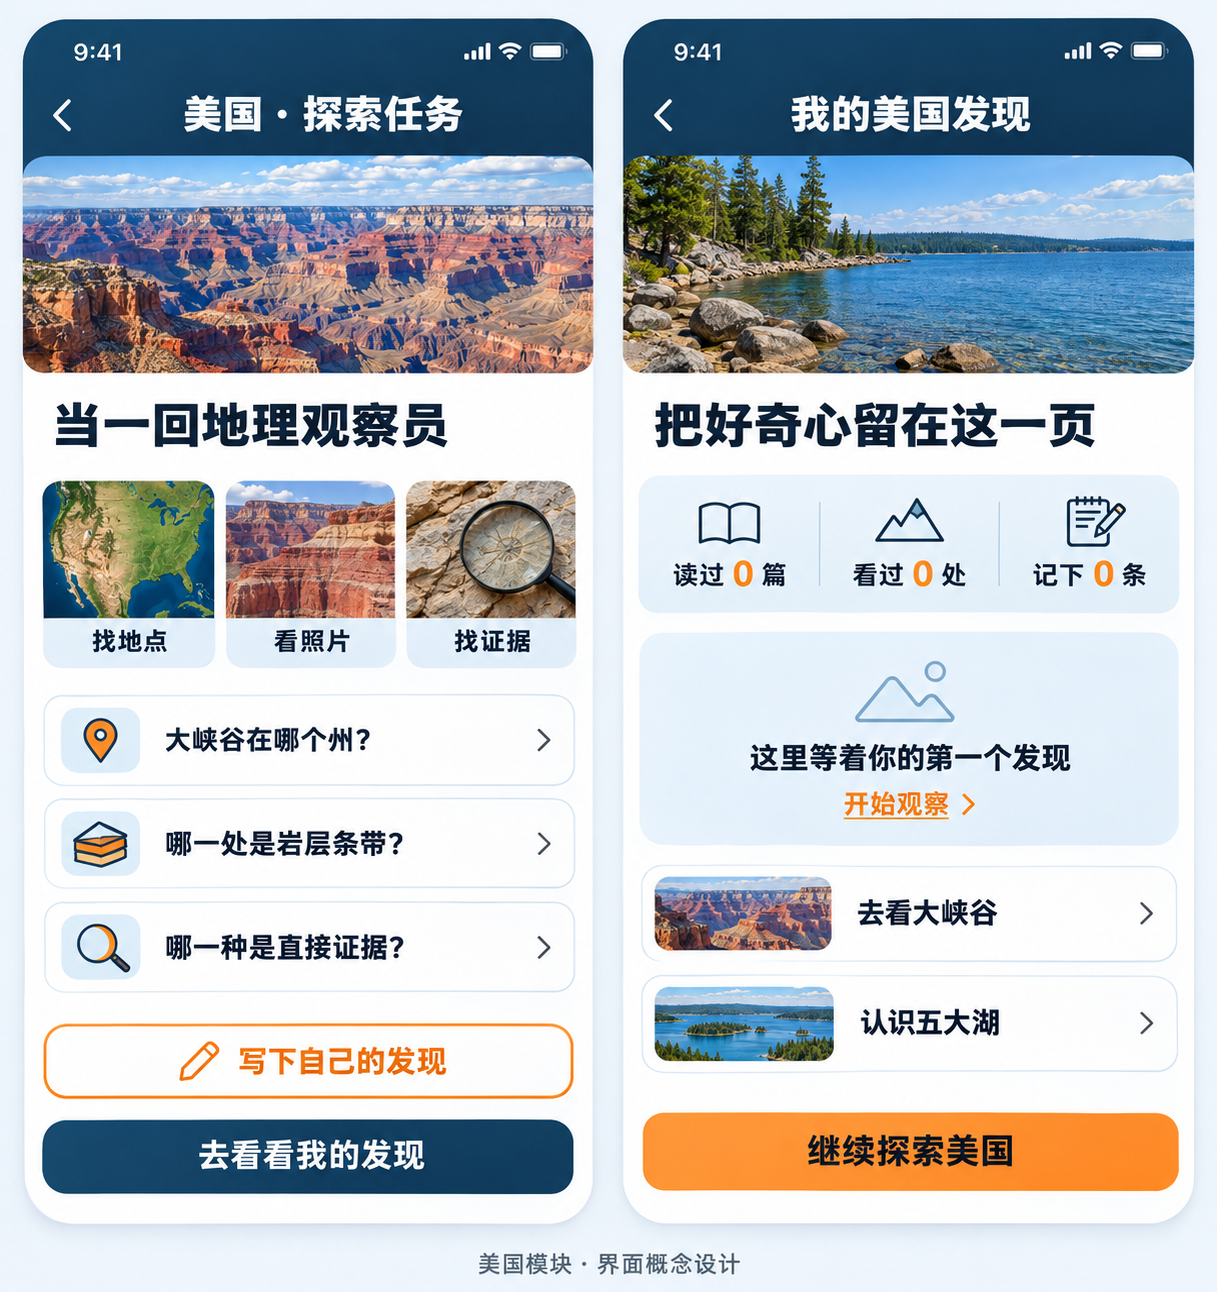 9:41
美国·探索任务
当一回地理观察员
找地点
看照片
找证据
大峡谷在哪个州？
哪一处是岩层条带？
哪一种是直接证据？
写下自己的发现
去看看我的发现
9:41
我的美国发现
把好奇心留在这一页
读过 0 篇
看过 0 处
记下 0 条
这里等着你的第一个发现
开始观察
去看大峡谷
认识五大湖
继续探索美国
美国模块·界面概念设计